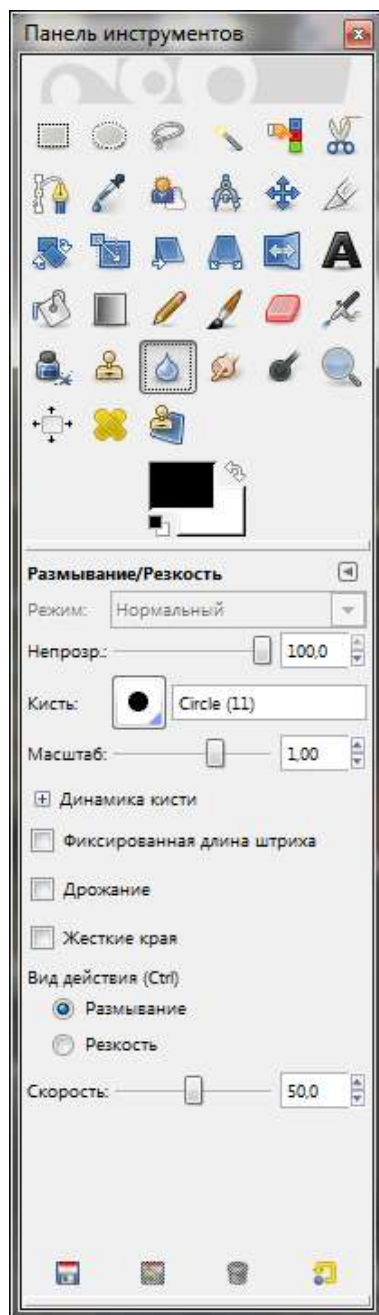 Панель инструментов
Размывание/Резкость
Режим: Нормальный
Непрозр.: 100,0
Кисть: Circle (11)
Масштаб: 1,00
Динамика кисти
Фиксированная длина штриха
Дрожание
Жесткие края
Вид действия (Ctrl)
Размывание
Резкость
Скорость: 50,0